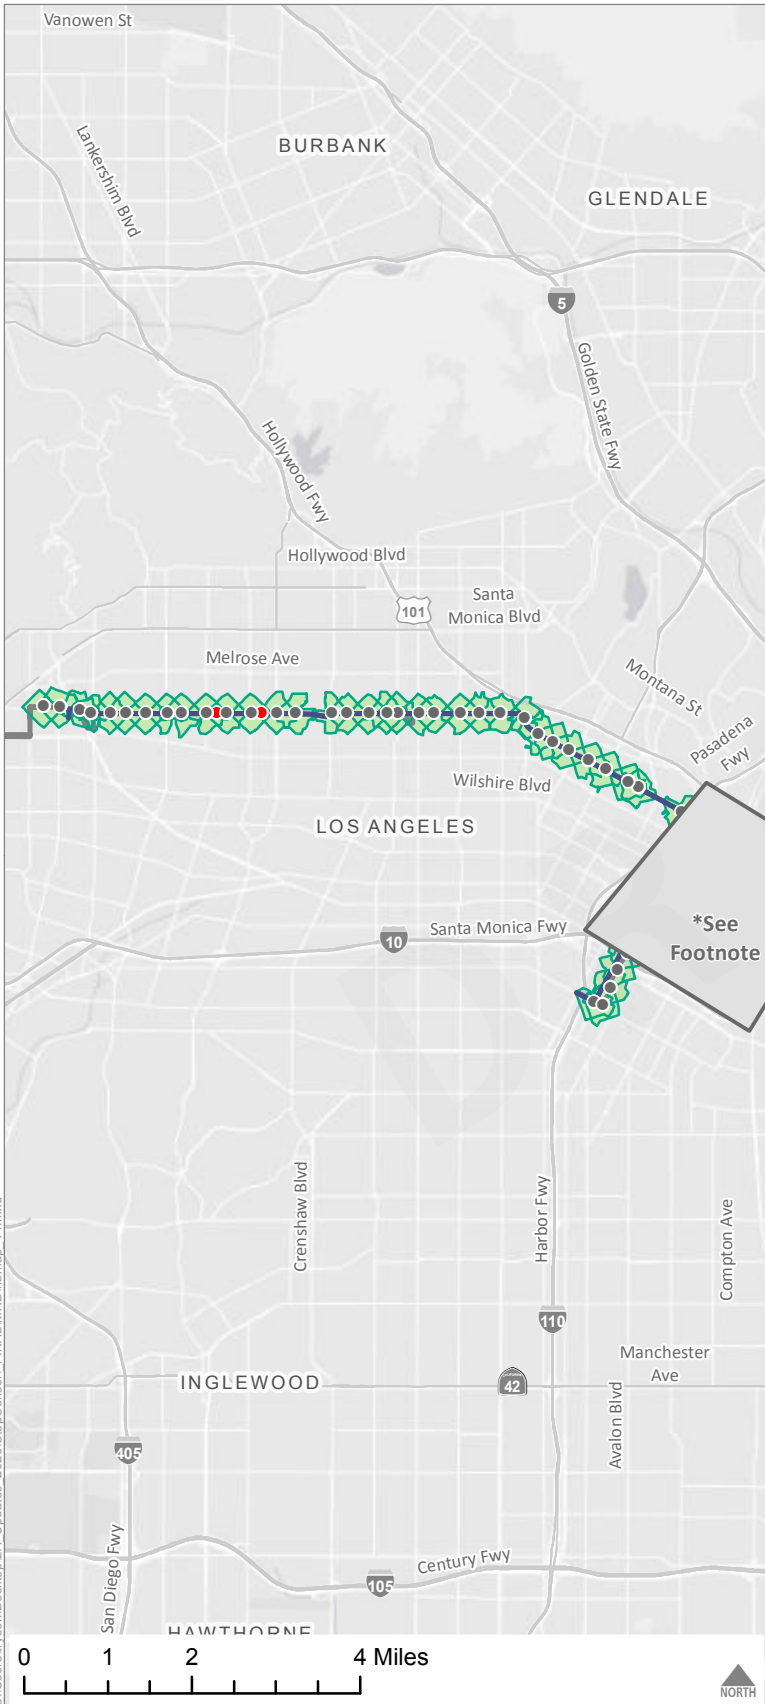 Vanowen St
Lankershim Blvd
BURBANK
GLENDALE
5
Golden State Fwy
Hollywood Fwy
Hollywood Blvd
101
Santa
Monica Blvd
Melrose Ave
Montana St
Pasadena
Fwy
Wilshire Blvd
LOS ANGELES
*See
Footnote
Santa Monica Fwy
10
Crenshaw Blvd
Harbor Fwy
Compton Ave
110
Manchester
Ave
INGLEWOOD
42
Avalon Blvd
405
San Diego Fwy
Century Fwy
105
HAWTHORNE
0 1 2 4 Miles
NORTH